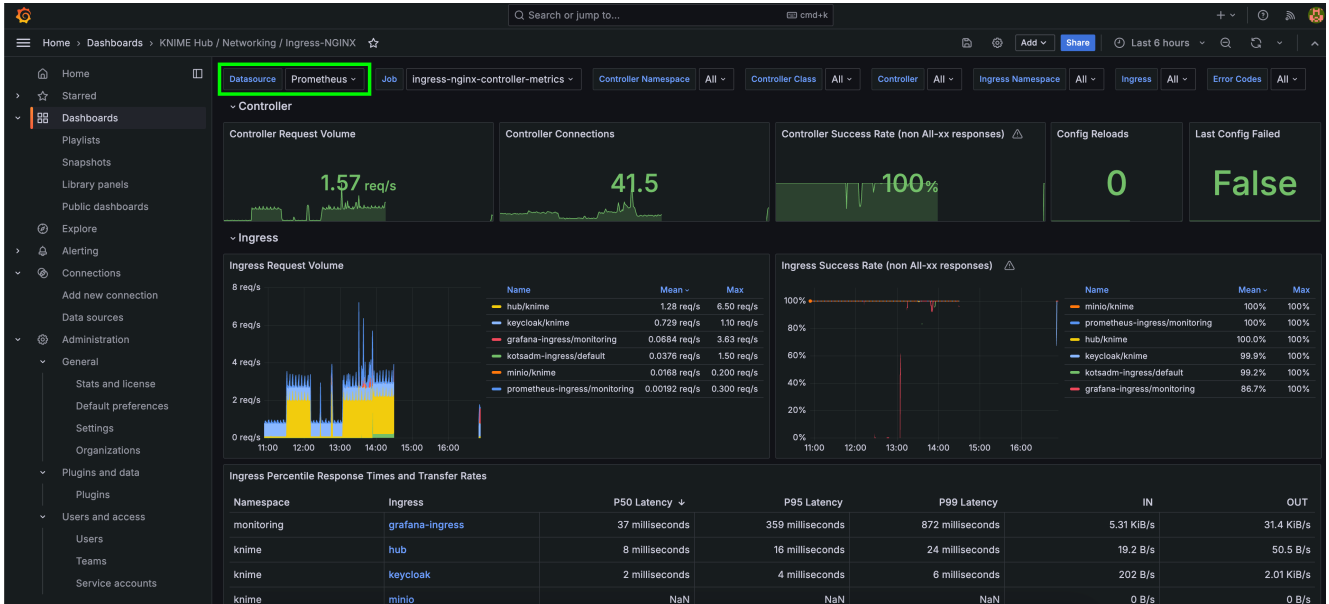 Search or jump to... cmd+k
Home > Dashboards > KNIME Hub / Networking / Ingress-NGINX
Add Share Last 6 hours
Home
Starred
Dashboards
Playlists
Snapshots
Library panels
Public dashboards
Explore
Alerting
Connections
Add new connection
Data sources
Administration
General
Stats and license
Default preferences
Settings
Organizations
Plugins and data
Plugins
Users and access
Users
Teams
Service accounts
Datasource Prometheus Job ingress-nginx-controller-metrics Controller Namespace All Controller Class All Controller All Ingress Namespace All Ingress All Error Codes All
Controller
Controller Request Volume
1.57 req/s
Controller Connections
41.5
Controller Success Rate (non All-xx responses)
100%
Config Reloads
0
Last Config Failed
False
Ingress
Ingress Request Volume
8 req/s
6 req/s
4 req/s
2 req/s
0 req/s
11:00 12:00 13:00 14:00 15:00 16:00
Name Mean Max
hub/knime 1.28 req/s 6.50 req/s
keycloak/knime 0.729 req/s 1.10 req/s
grafana-ingress/monitoring 0.0684 req/s 3.63 req/s
kotsadm-ingress/default 0.0376 req/s 1.50 req/s
minio/knime 0.0168 req/s 0.200 req/s
prometheus-ingress/monitoring 0.00192 req/s 0.300 req/s
Ingress Success Rate (non All-xx responses)
100%
80%
60%
40%
20%
0%
11:00 12:00 13:00 14:00 15:00 16:00
Name Mean Max
minio/knime 100% 100%
prometheus-ingress/monitoring 100% 100%
hub/knime 100.0% 100%
keycloak/knime 99.9% 100%
kotsadm-ingress/default 99.2% 100%
grafana-ingress/monitoring 86.7% 100%
Ingress Percentile Response Times and Transfer Rates
Namespace Ingress P50 Latency ↓ P95 Latency P99 Latency IN OUT
monitoring grafana-ingress 37 milliseconds 359 milliseconds 872 milliseconds 5.31 KiB/s 31.4 KiB/s
knime hub 8 milliseconds 16 milliseconds 24 milliseconds 19.2 B/s 50.5 B/s
knime keycloak 2 milliseconds 4 milliseconds 6 milliseconds 202 B/s 2.01 KiB/s
knime minio NaN NaN NaN 0 B/s 0 B/s